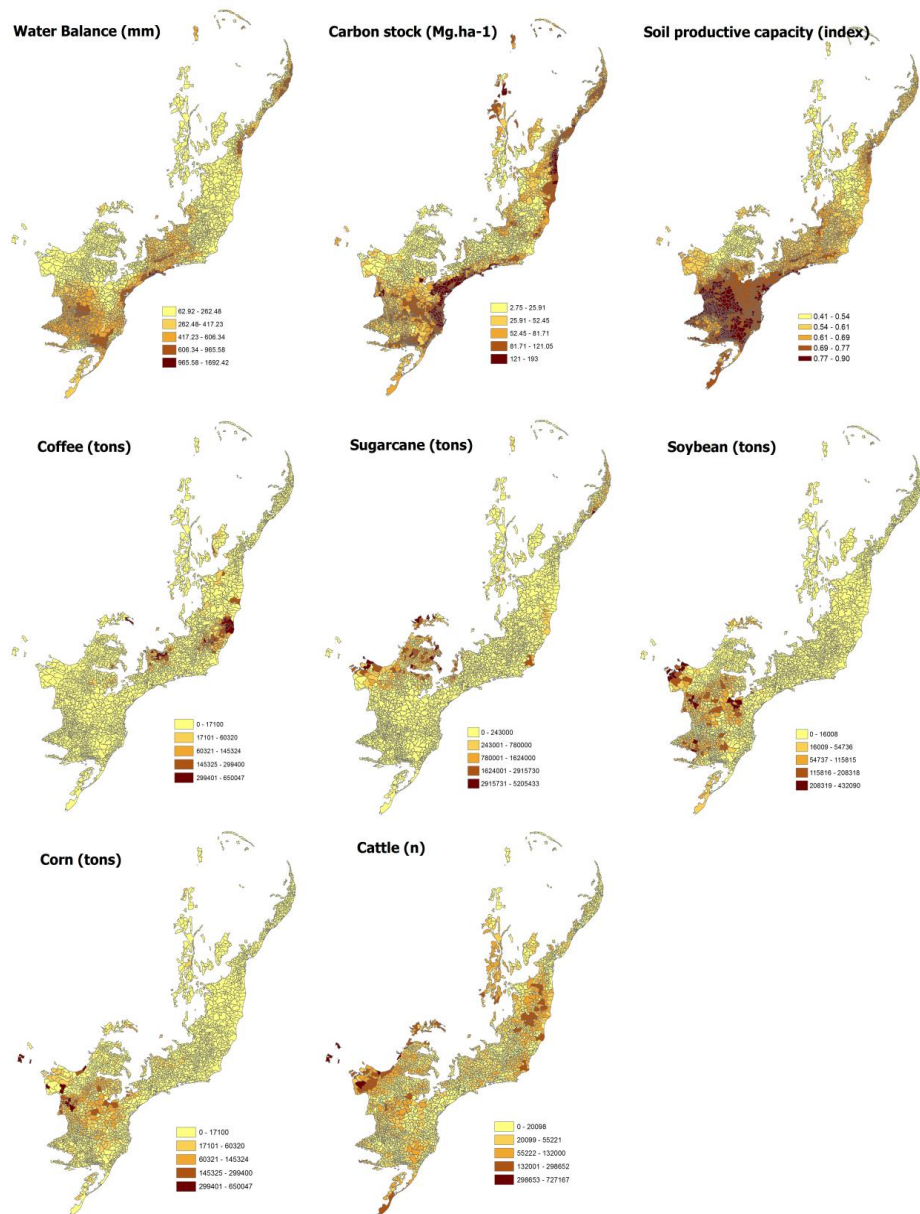 Water Balance (mm)
62.92 - 262.48
262.48- 417.23
417.23 - 606.34
606.34 - 965.58
965.58 - 1692.42
Carbon stock (Mg.ha-1)
2.75 - 25.91
25.91 - 52.45
52.45 - 81.71
81.71 - 121.05
121 - 193
Soil productive capacity (index)
0.41 - 0.54
0.54 - 0.61
0.61 - 0.69
0.69 - 0.77
0.77 - 0.90
Coffee (tons)
0 - 17100
17101 - 60320
60321 - 145324
145325 - 299400
299401 - 650047
Sugarcane (tons)
0 - 243000
243001 - 780000
780001 - 1624000
1624001 - 2915730
2915731 - 5205433
Soybean (tons)
0 - 16008
16009 - 54736
54737 - 115815
115816 - 208318
208319 - 432090
Corn (tons)
0 - 17100
17101 - 60320
60321 - 145324
145325 - 299400
299401 - 650047
Cattle (n)
0 - 20098
20099 - 55221
55222 - 132000
132001 - 298652
298653 - 727167